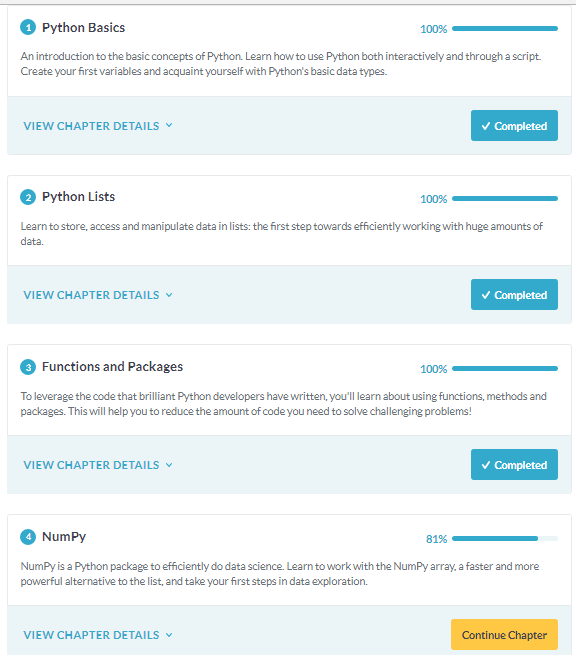 1 Python Basics 100%
An introduction to the basic concepts of Python. Learn how to use Python both interactively and through a script.
Create your first variables and acquaint yourself with Python's basic data types.
VIEW CHAPTER DETAILS Completed
2 Python Lists 100%
Learn to store, access and manipulate data in lists: the first step towards efficiently working with huge amounts of
data.
VIEW CHAPTER DETAILS Completed
3 Functions and Packages 100%
To leverage the code that brilliant Python developers have written, you'll learn about using functions, methods and
packages. This will help you to reduce the amount of code you need to solve challenging problems!
VIEW CHAPTER DETAILS Completed
4 NumPy 81%
NumPy is a Python package to efficiently do data science. Learn to work with the NumPy array, a faster and more
powerful alternative to the list, and take your first steps in data exploration.
VIEW CHAPTER DETAILS Continue Chapter